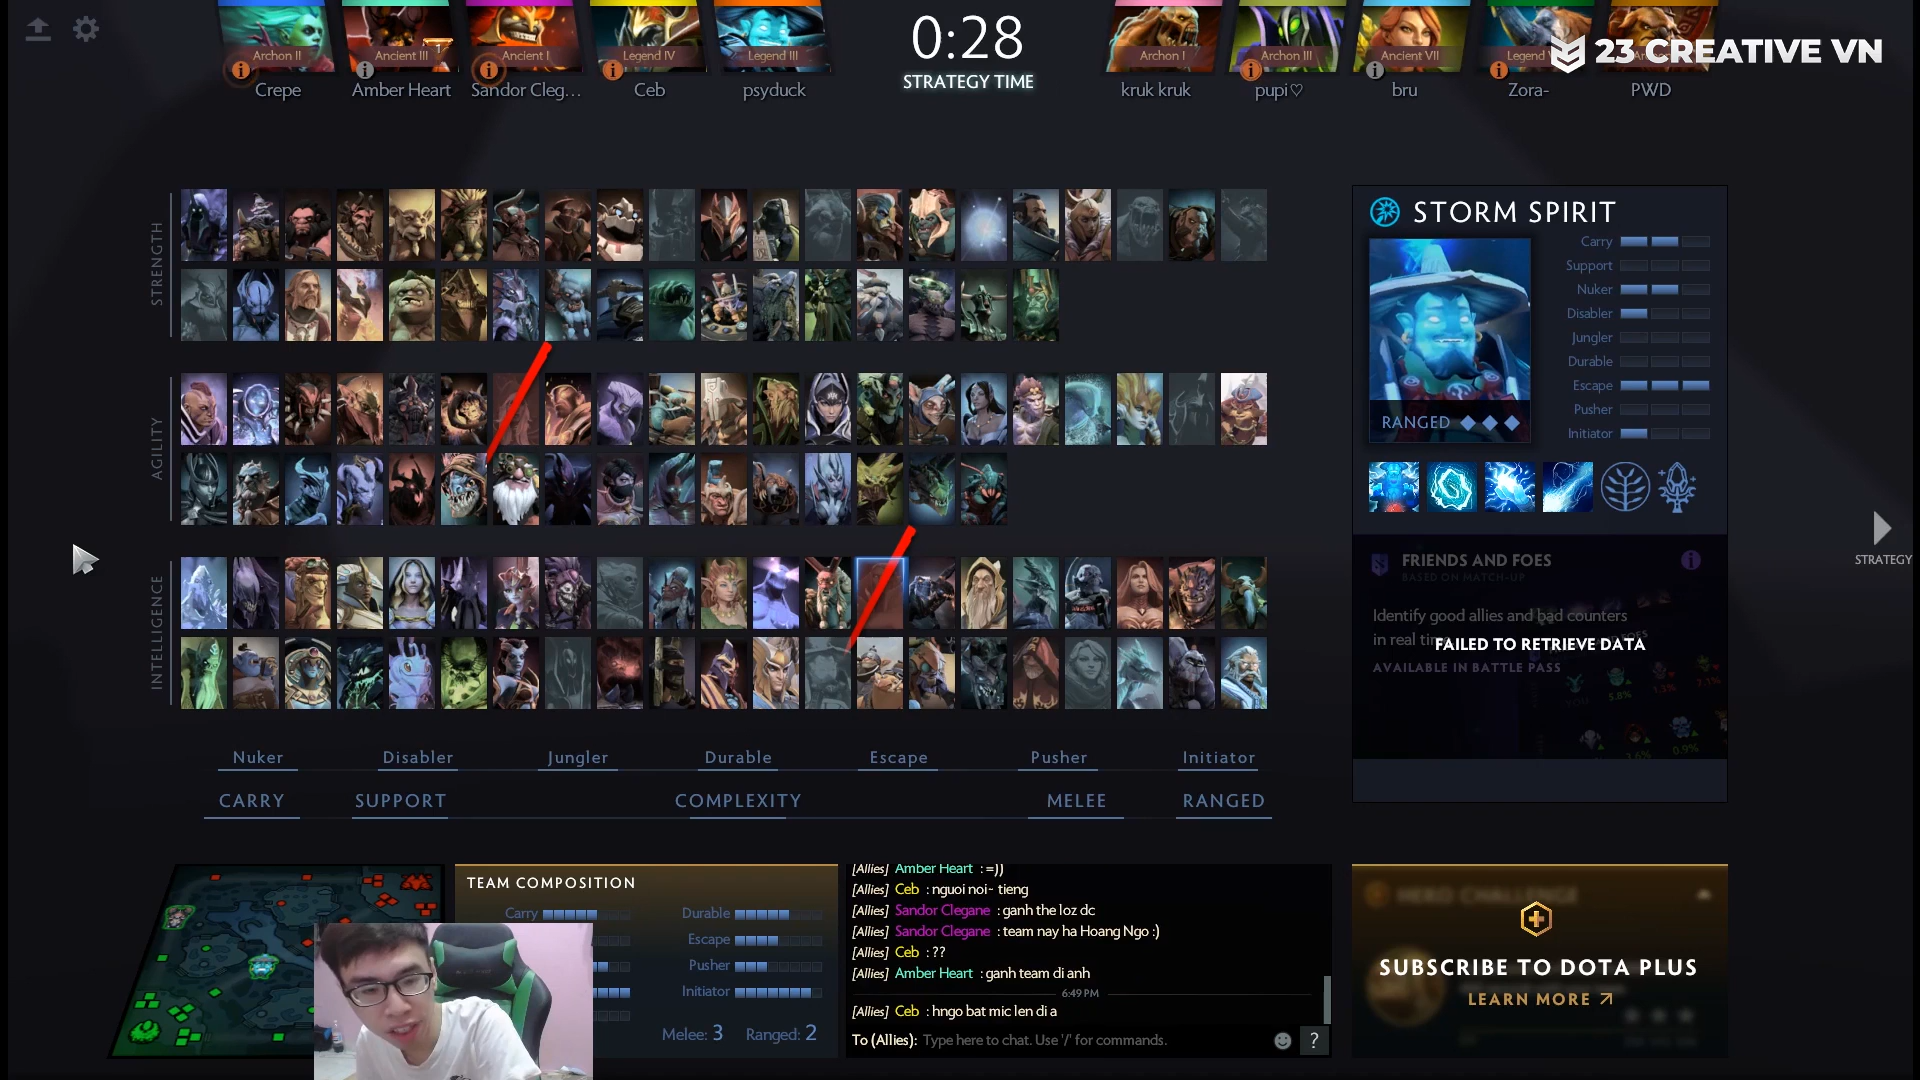 0:28
STRATEGY TIME
Archon II
Crepe
Ancient III
1
Amber Heart
Ancient I
Sandor Cleg...
Legend IV
Ceb
Legend III
psyduck
Archon I
kruk kruk
Archon III
pupi♡
Ancient VII
bru
Legend
Zora-
PWD
23 CREATIVE VN
STRENGTH
AGILITY
INTELLIGENCE
Nuker
Disabler
Jungler
Durable
Escape
Pusher
Initiator
CARRY
SUPPORT
COMPLEXITY
MELEE
RANGED
STORM SPIRIT
Carry
Support
Nuker
Disabler
Jungler
Durable
Escape
Pusher
Initiator
RANGED
FRIENDS AND FOES
BASED ON MATCH-UP
Identify good allies and bad counters
in real
FAILED TO RETRIEVE DATA
AVAILABLE IN BATTLE PASS
STRATEGY
TEAM COMPOSITION
Carry
Durable
Escape
Pusher
Initiator
Melee: 3
Ranged: 2
[Allies] Amber Heart : =))
[Allies] Ceb : nguoi noi~ tieng
[Allies] Sandor Clegane : ganh the loz dc
[Allies] Sandor Clegane : team nay ha Hoang Ngo :)
[Allies] Ceb : ??
[Allies] Amber Heart : ganh team di anh
6:49 PM
[Allies] Ceb : hngo bat mic len di a
To (Allies): Type here to chat. Use '/' for commands.
?
HERO CHALLENGE
SUBSCRIBE TO DOTA PLUS
LEARN MORE